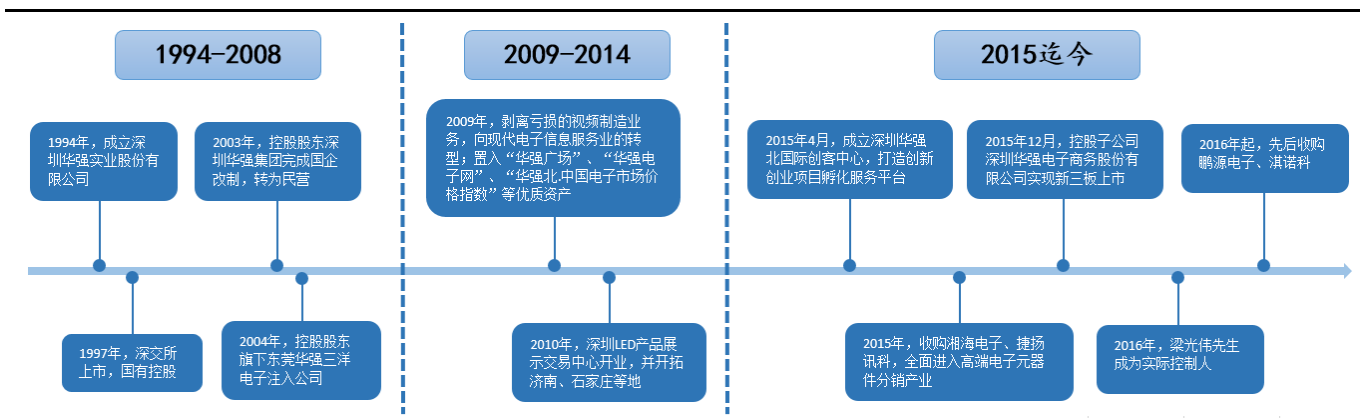 1994-2008
2009-2014
2015迄今
1994年，成立深
圳华强实业股份有
限公司
2003年，控股股东深
圳华强集团完成国企
改制，转为民营
2009年，剥离亏损的视频制造业
务，向现代电子信息服务业的转
型；置入“华强广场”、“华强电
子网”、“华强北.中国电子市场价
格指数”等优质资产
2015年4月，成立深圳华强
北国际创客中心，打造创新
创业项目孵化服务平台
2015年12月，控股子公司
深圳华强电子商务股份有
限公司实现新三板上市
2016年起，先后收购
鹏源电子、淇诺科
1997年，深交所
上市，国有控股
2004年，控股股东
旗下东莞华强三洋
电子注入公司
2010年，深圳LED产品展
示交易中心开业，并开拓
济南、石家庄等地
2015年，收购湘海电子、捷扬
讯科，全面进入高端电子元器
件分销产业
2016年，梁光伟先生
成为实际控制人